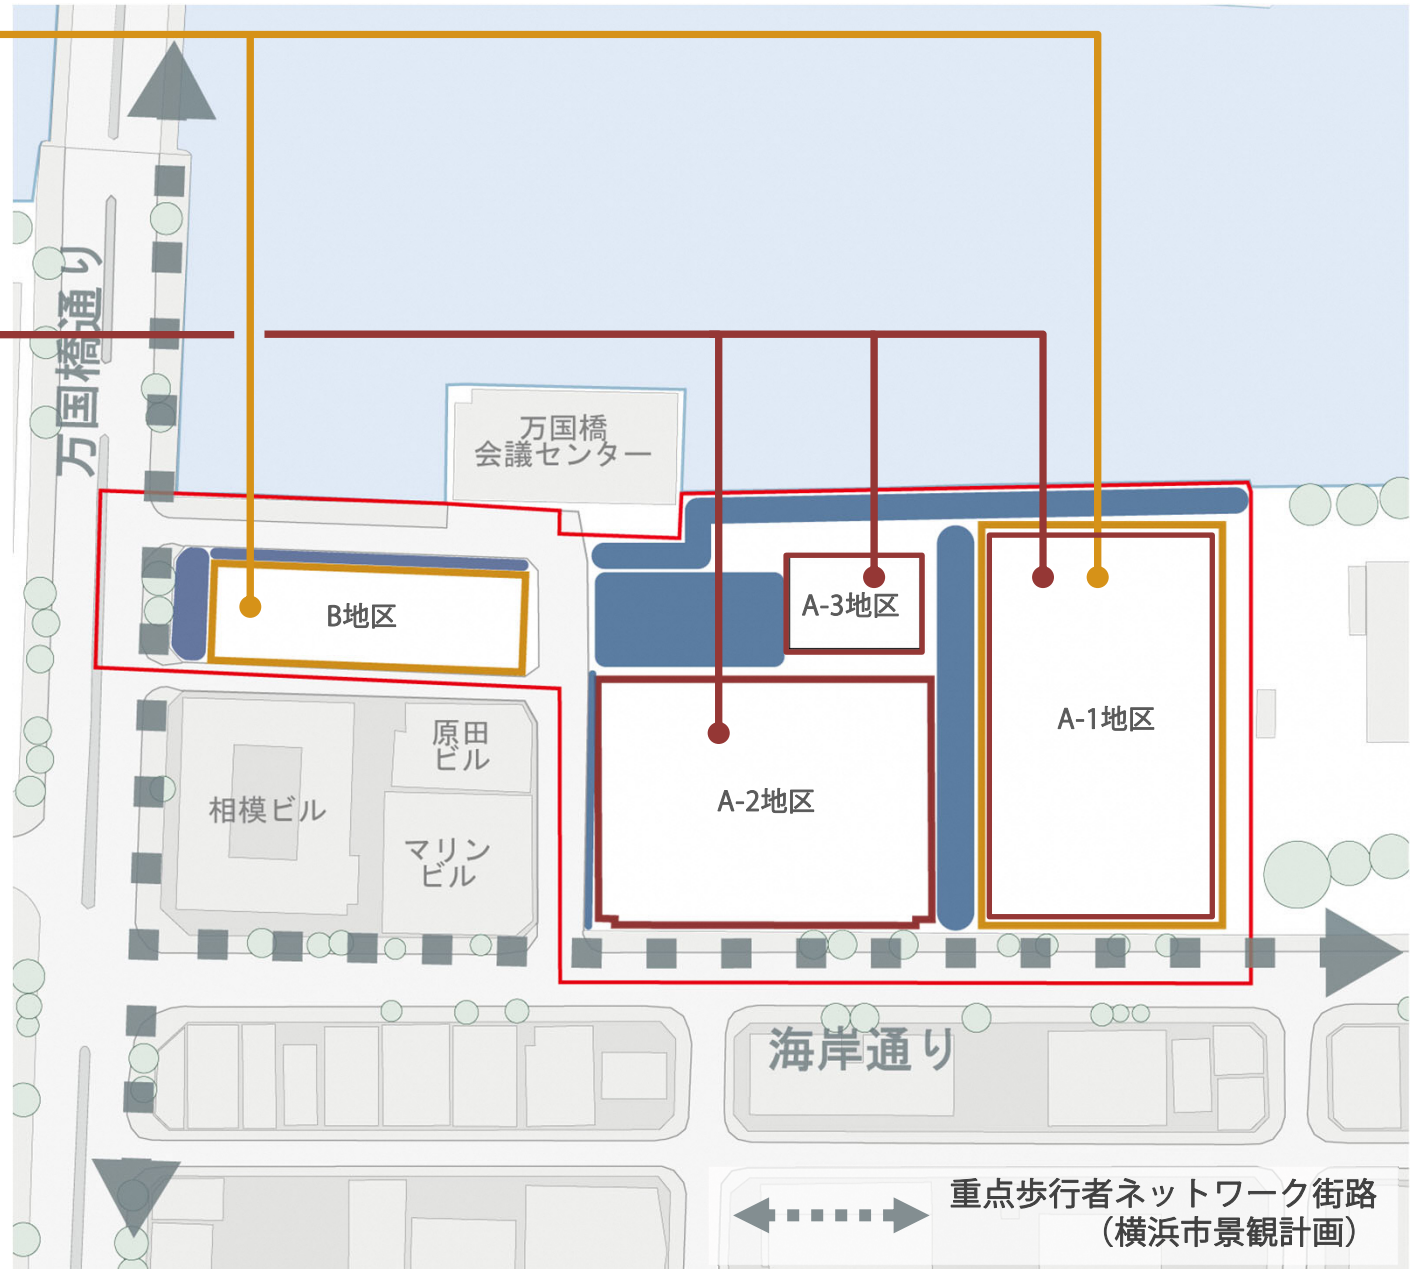 万国橋通り
万国橋
会議センター
B地区
A-3地区
A-1地区
A-2地区
原田
ビル
相模ビル
マリン
ビル
海岸通り
重点歩行者ネットワーク街路
（横浜市景観計画）